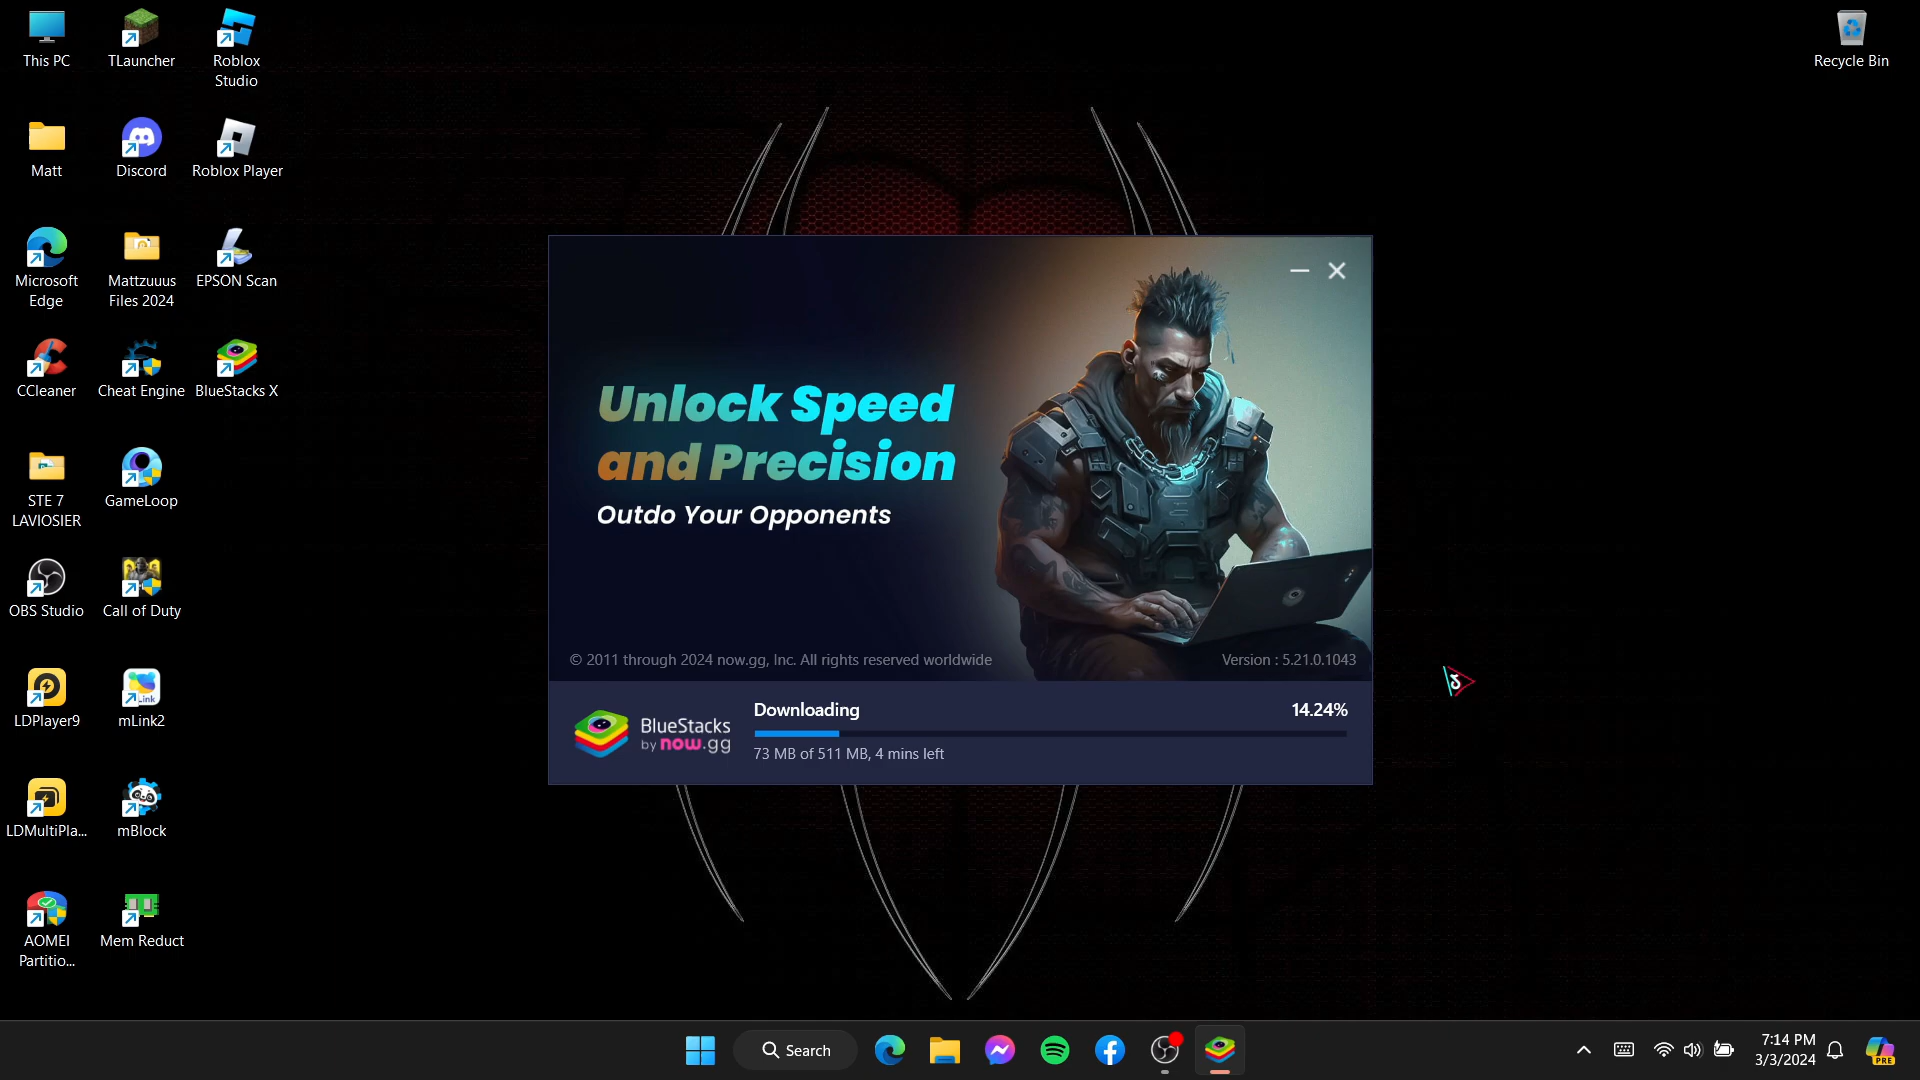 This PC
TLauncher
Roblox
Studio
Recycle Bin
Matt
Discord
Roblox Player
Microsoft
Edge
Mattzuuus
Files 2024
EPSON Scan
CCleaner
Cheat Engine
BlueStacks X
STE 7
LAVIOSIER
GameLoop
OBS Studio
Call of Duty
LDPlayer9
Link
mLink2
LDMultiPla...
mBlock
AOMEI
Partitio...
Mem Reduct
Unlock Speed
and Precision
Outdo Your Opponents
© 2011 through 2024 now.gg, Inc. All rights reserved worldwide
Version : 5.21.0.1043
BlueStacks
by now.gg
Downloading
14.24%
73 MB of 511 MB, 4 mins left
Search
7:14 PM
3/3/2024
PRE